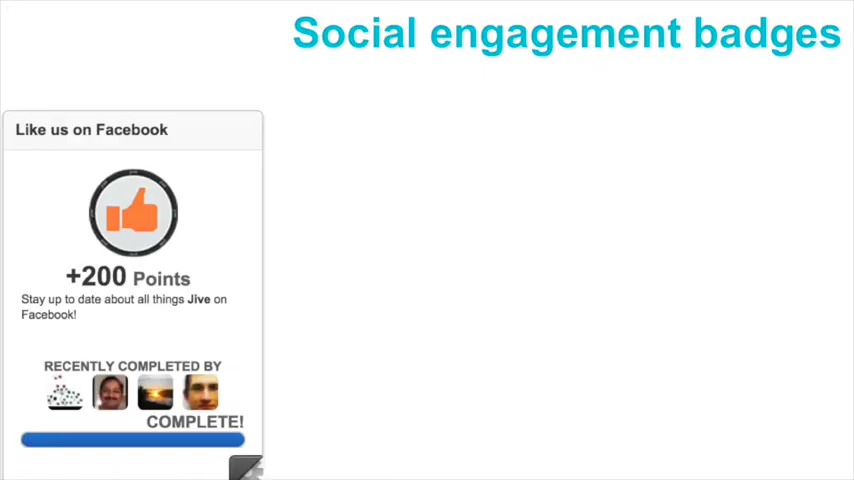 Social engagement badges
Like us on Facebook
+200 Points
Stay up to date about all things Jive on
Facebook!
RECENTLY COMPLETED BY
COMPLETE!